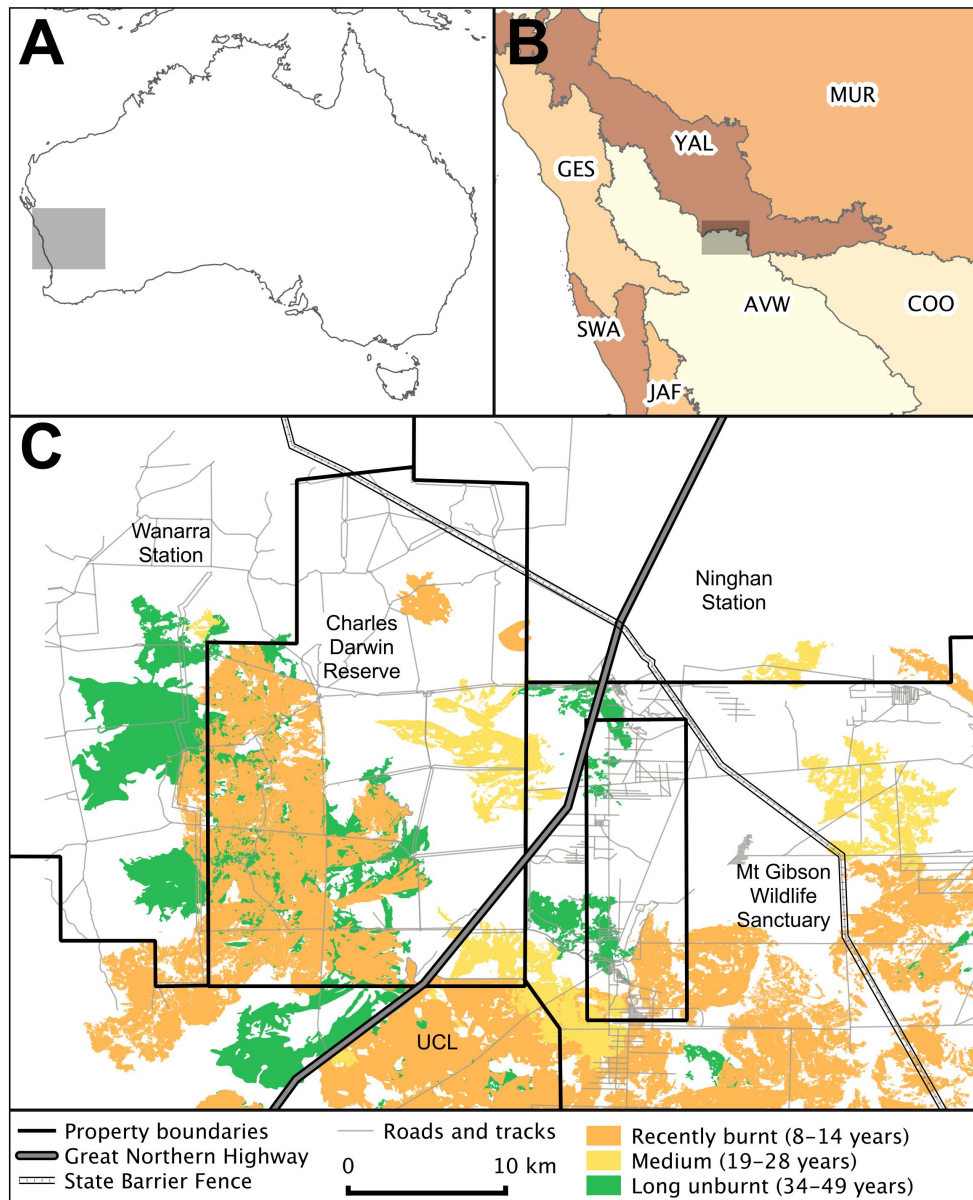 A
B
MUR
YAL
GES
AVW
COO
SWA
JAF
C
Wanarra
Station
Ninghan
Station
Charles
Darwin
Reserve
Mt Gibson
Wildlife
Sanctuary
UCL
Property boundaries
Great Northern Highway
State Barrier Fence
Roads and tracks
0 10 km
Recently burnt (8–14 years)
Medium (19–28 years)
Long unburnt (34–49 years)